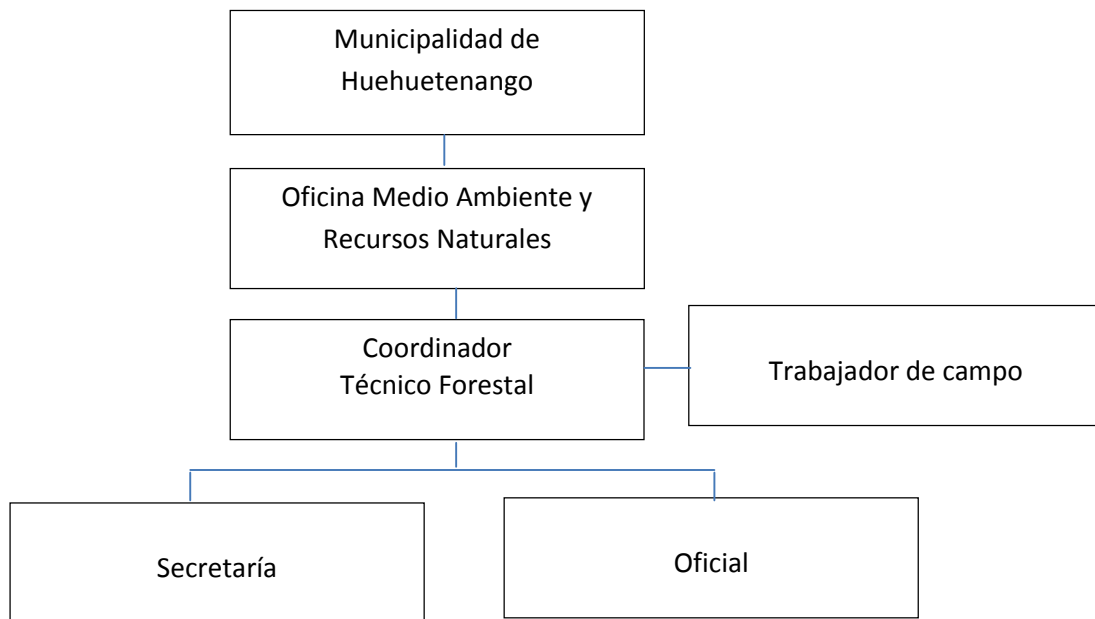 Municipalidad de
Huehuetenango
Oficina Medio Ambiente y
Recursos Naturales
Coordinador
Técnico Forestal
Trabajador de campo
Secretaría
Oficial